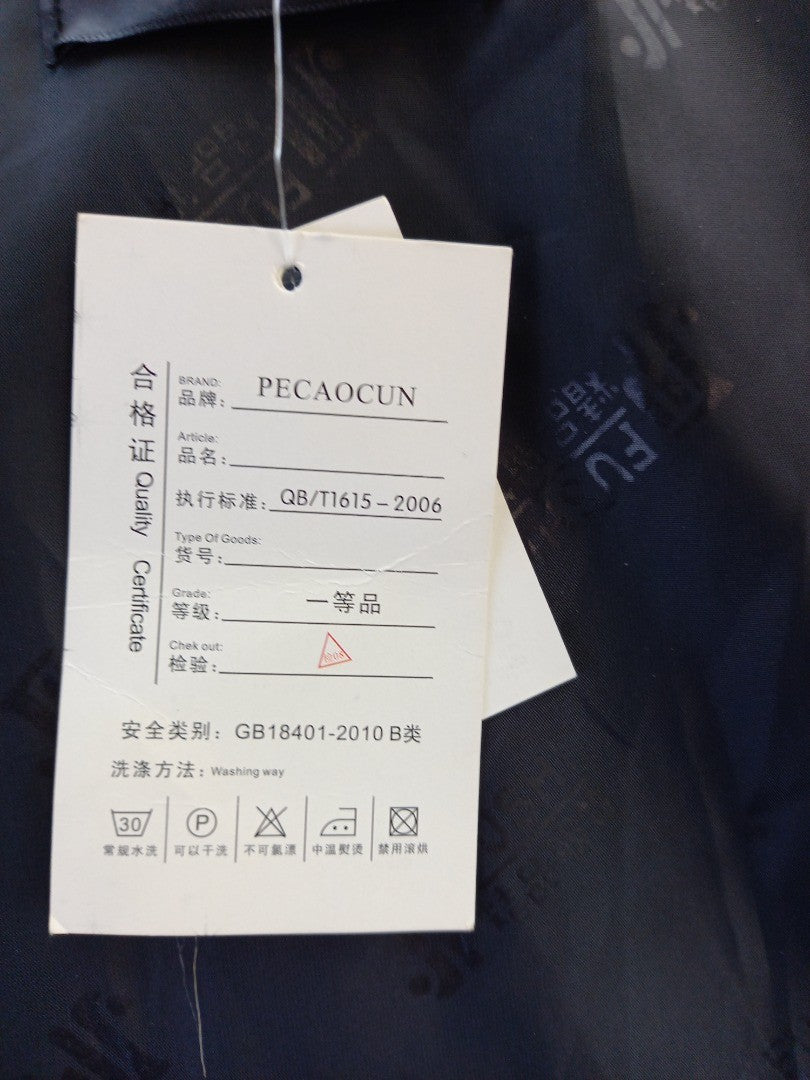 合格证 Quality Certificate
BRAND:
品牌: PECAOCUN
Article:
品名:
执行标准: QB/T1615－2006
Type Of Goods:
货号:
Grade:
等级: 一等品
Chek out:
检验:
安全类别: GB18401-2010 B类
洗涤方法: Washing way
30 P
常规水洗 可以干洗 不可氯漂 中温熨烫 禁用滚烘